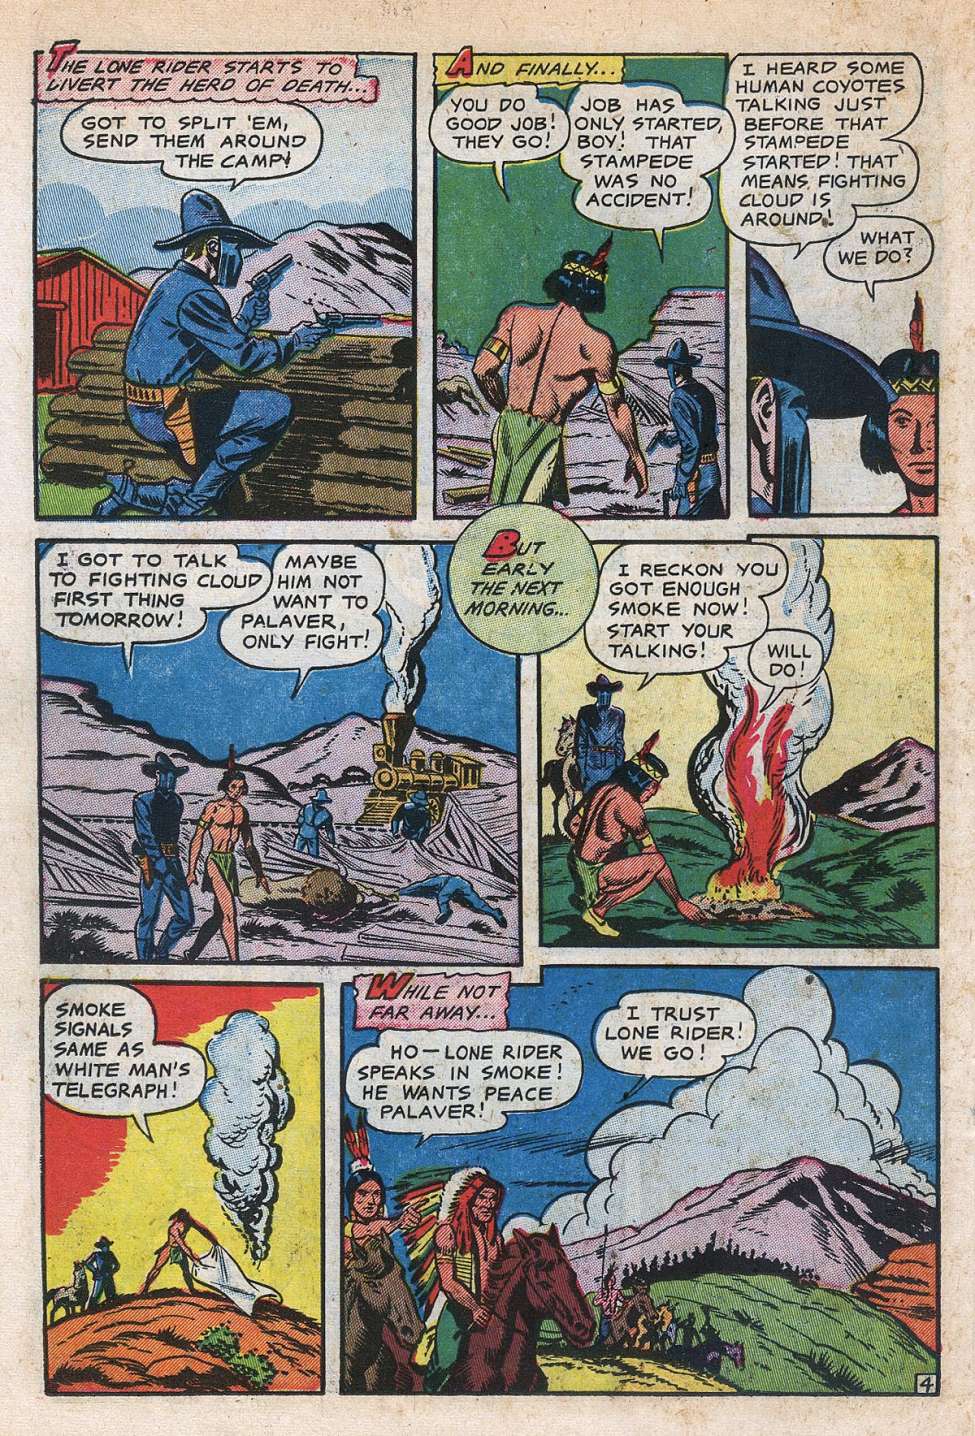 THE LONE RIDER STARTS TO
DIVERT THE HERD OF DEATH...
GOT TO SPLIT 'EM,
SEND THEM AROUND
THE CAMP!
AND FINALLY...
YOU DO
GOOD JOB!
THEY GO!
JOB HAS
ONLY STARTED,
BOY! THAT
STAMPEDE
WAS NO
ACCIDENT!
I HEARD SOME
HUMAN COYOTES
TALKING JUST
BEFORE THAT
STAMPEDE
STARTED! THAT
MEANS FIGHTING
CLOUD IS
AROUND!
WHAT
WE DO?
I GOT TO TALK
TO FIGHTING CLOUD
FIRST THING
TOMORROW!
MAYBE
HIM NOT
WANT TO
PALAVER,
ONLY FIGHT!
BUT
EARLY
THE NEXT
MORNING...
I RECKON YOU
GOT ENOUGH
SMOKE NOW!
START YOUR
TALKING!
WILL
DO!
SMOKE
SIGNALS
SAME AS
WHITE MAN'S
TELEGRAPH!
WHILE NOT
FAR AWAY...
HO—LONE RIDER
SPEAKS IN SMOKE!
HE WANTS PEACE
PALAVER!
I TRUST
LONE RIDER!
WE GO!
4